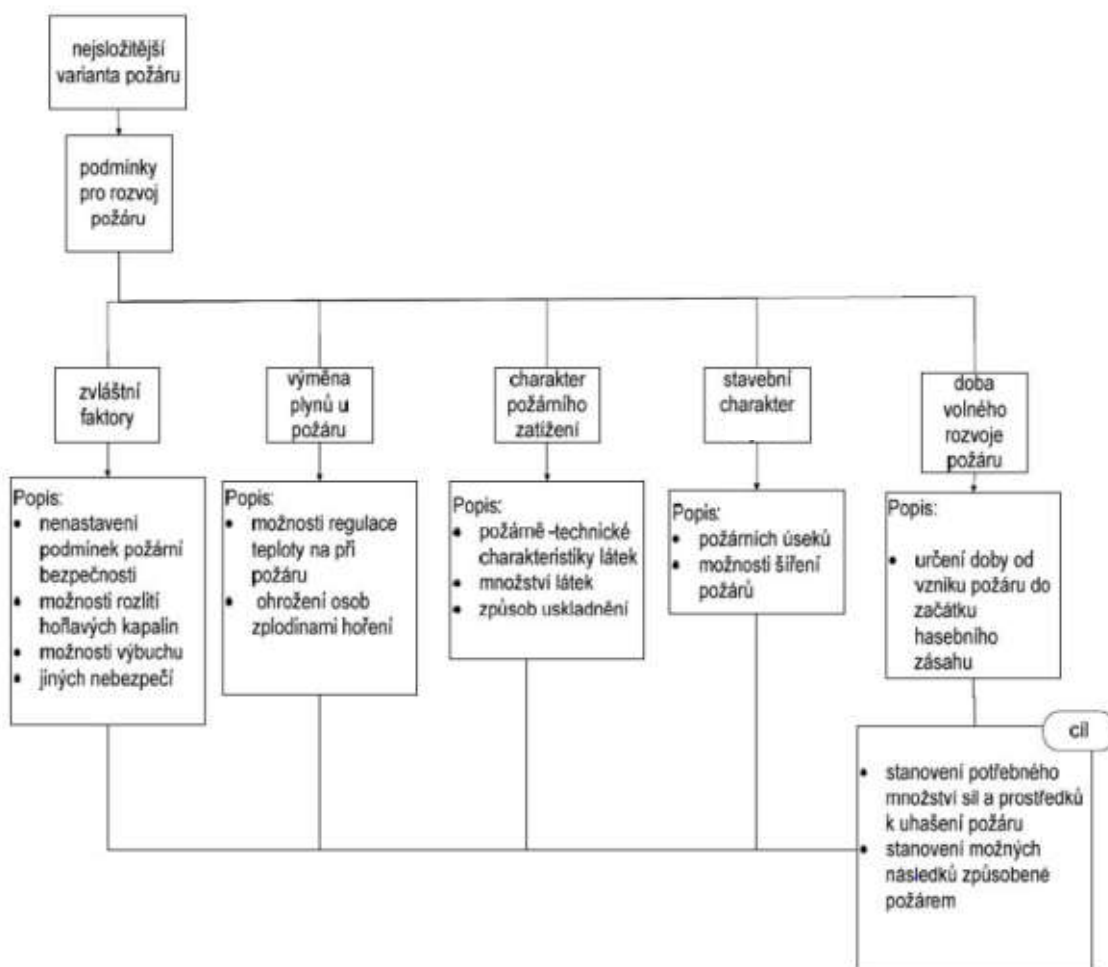 nejsložitější
varianta požáru
podmínky
pro rozvoj
požáru
zvláštní
faktory
výměna
plynů u
požáru
charakter
požárního
zatížení
stavební
charakter
doba
volného
rozvoje
požáru
Popis:
• nenastavení
podmínek požární
bezpečnosti
• možnosti rozlití
hořlavých kapalin
• možnosti výbuchu
• jiných nebezpečí
Popis:
• možnosti regulace
teploty na při
požáru
• ohrožení osob
zplodinami hoření
Popis:
• požárně -technické
charakteristiky látek
• množství látek
• způsob uskladnění
Popis:
• požárních úseků
• možnosti šíření
požárů
Popis:
• určení doby od
vzniku požáru do
začátku
hasebního
zásahu
cíl
• stanovení potřebného
množství sil a prostředků
k uhašení požáru
• stanovení možných
následků způsobené
požárem